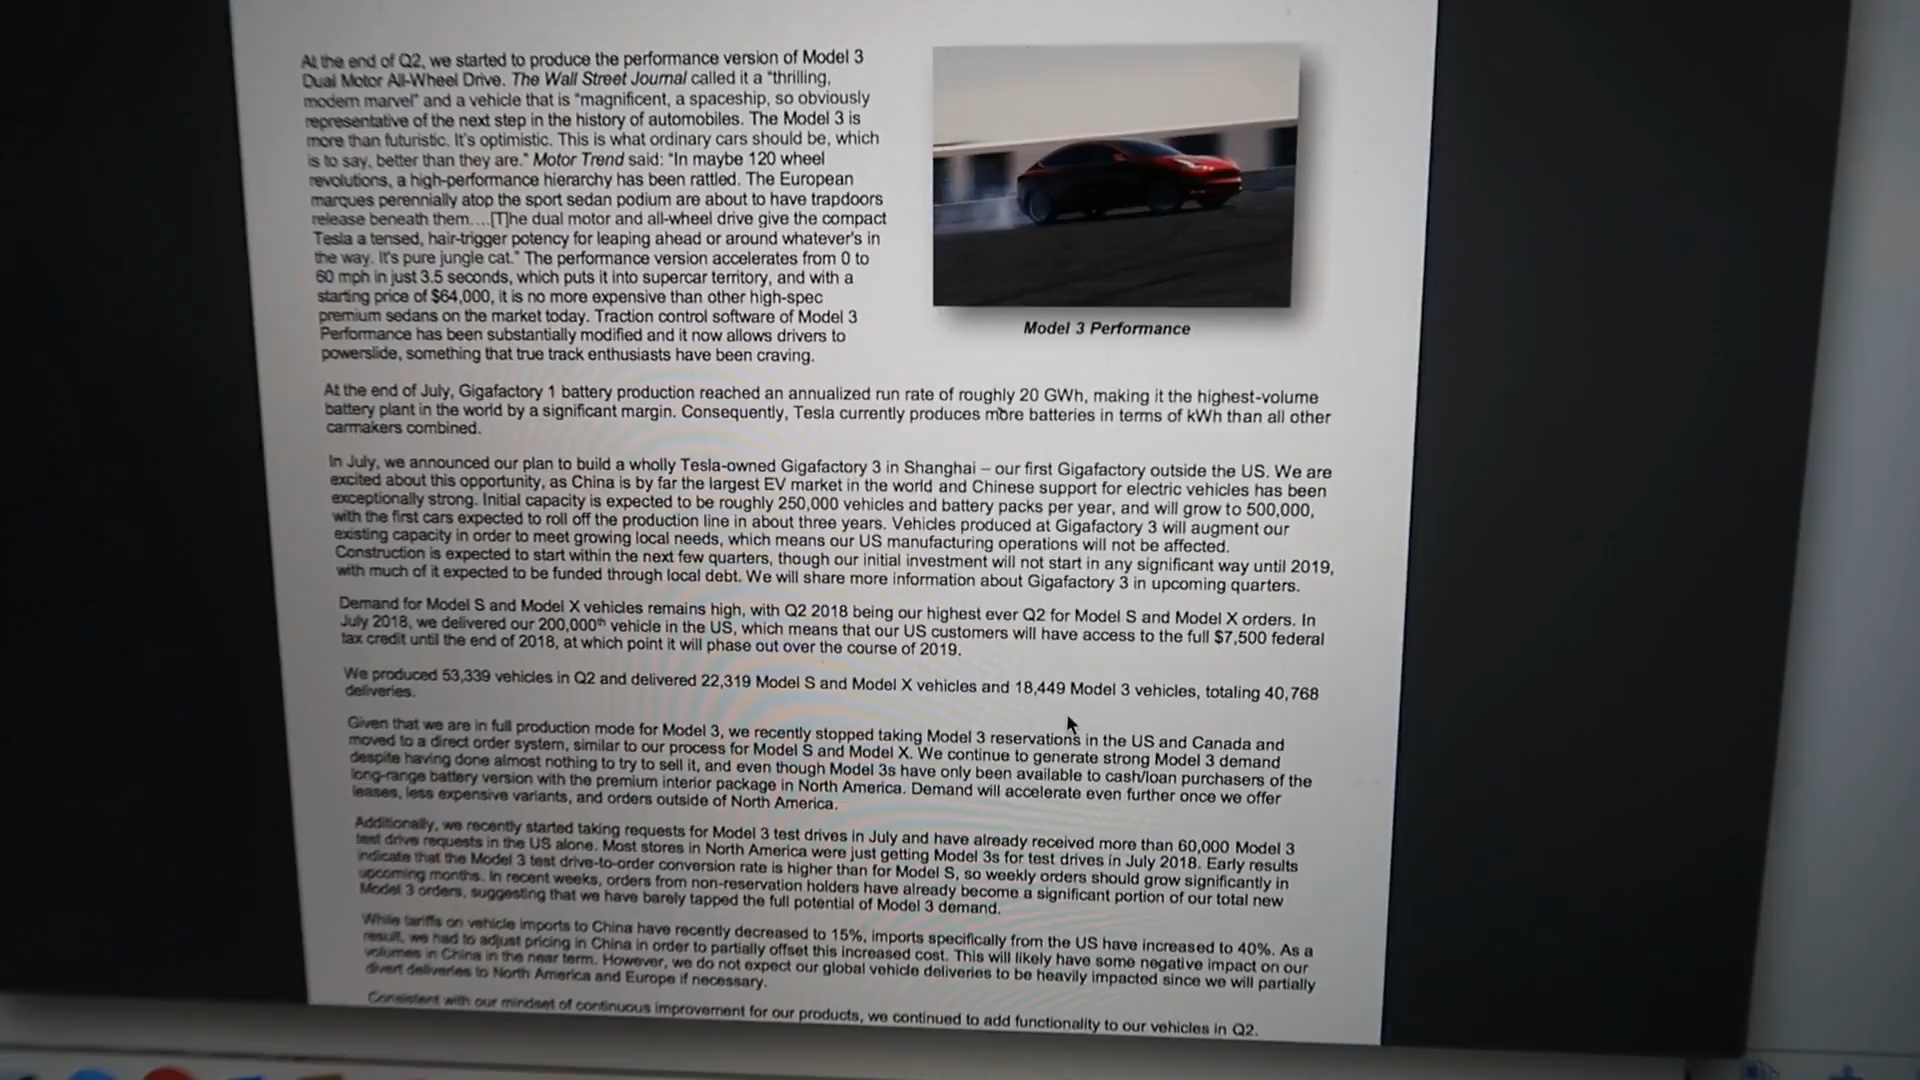 At the end of Q2, we started to produce the performance version of Model 3
Dual Motor All-Wheel Drive. The Wall Street Journal called it a "thrilling,
modern marvel" and a vehicle that is "magnificent, a spaceship, so obviously
representative of the next step in the history of automobiles. The Model 3 is
more than futuristic. It's optimistic. This is what ordinary cars should be, which
is to say, better than they are." Motor Trend said: "In maybe 120 wheel
revolutions, a high-performance hierarchy has been rattled. The European
marques perennially atop the sport sedan podium are about to have trapdoors
release beneath them....[T]he dual motor and all-wheel drive give the compact
Tesla a tensed, hair-trigger potency for leaping ahead or around whatever's in
the way. It's pure jungle cat." The performance version accelerates from 0 to
60 mph in just 3.5 seconds, which puts it into supercar territory, and with a
starting price of $64,000, it is no more expensive than other high-spec
premium sedans on the market today. Traction control software of Model 3
Performance has been substantially modified and it now allows drivers to
powerslide, something that true track enthusiasts have been craving.
Model 3 Performance
At the end of July, Gigafactory 1 battery production reached an annualized run rate of roughly 20 GWh, making it the highest-volume
battery plant in the world by a significant margin. Consequently, Tesla currently produces more batteries in terms of kWh than all other
carmakers combined.
In July, we announced our plan to build a wholly Tesla-owned Gigafactory 3 in Shanghai – our first Gigafactory outside the US. We are
excited about this opportunity, as China is by far the largest EV market in the world and Chinese support for electric vehicles has been
exceptionally strong. Initial capacity is expected to be roughly 250,000 vehicles and battery packs per year, and will grow to 500,000,
with the first cars expected to roll off the production line in about three years. Vehicles produced at Gigafactory 3 will augment our
existing capacity in order to meet growing local needs, which means our US manufacturing operations will not be affected.
Construction is expected to start within the next few quarters, though our initial investment will not start in any significant way until 2019,
with much of it expected to be funded through local debt. We will share more information about Gigafactory 3 in upcoming quarters.
Demand for Model S and Model X vehicles remains high, with Q2 2018 being our highest ever Q2 for Model S and Model X orders. In
July 2018, we delivered our 200,000th vehicle in the US, which means that our US customers will have access to the full $7,500 federal
tax credit until the end of 2018, at which point it will phase out over the course of 2019.
We produced 53,339 vehicles in Q2 and delivered 22,319 Model S and Model X vehicles and 18,449 Model 3 vehicles, totaling 40,768
deliveries.
Given that we are in full production mode for Model 3, we recently stopped taking Model 3 reservations in the US and Canada and
moved to a direct order system, similar to our process for Model S and Model X. We continue to generate strong Model 3 demand
despite having done almost nothing to try to sell it, and even though Model 3s have only been available to cash/loan purchasers of the
long-range battery version with the premium interior package in North America. Demand will accelerate even further once we offer
leases, less expensive variants, and orders outside of North America.
Additionally, we recently started taking requests for Model 3 test drives in July and have already received more than 60,000 Model 3
test drive requests in the US alone. Most stores in North America were just getting Model 3s for test drives in July 2018. Early results
indicate that the Model 3 test drive-to-order conversion rate is higher than for Model S, so weekly orders should grow significantly in
upcoming months. In recent weeks, orders from non-reservation holders have already become a significant portion of our total new
Model 3 orders, suggesting that we have barely tapped the full potential of Model 3 demand.
While tariffs on vehicle imports to China have recently decreased to 15%, imports specifically from the US have increased to 40%. As a
result, we had to adjust pricing in China in order to partially offset this increased cost. This will likely have some negative impact on our
volumes in China in the near term. However, we do not expect our global vehicle deliveries to be heavily impacted since we will partially
divert deliveries to North America and Europe if necessary.
Consistent with our mindset of continuous improvement for our products, we continued to add functionality to our vehicles in Q2.